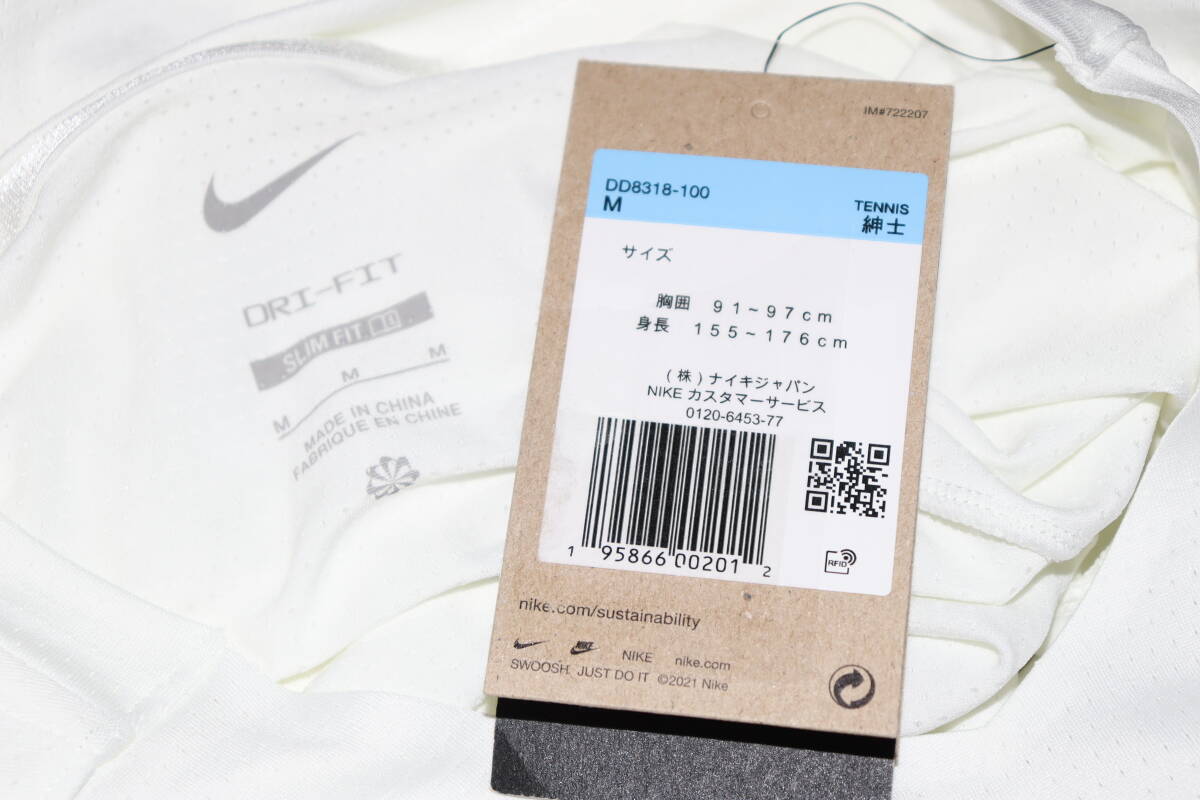 DRI-FIT
SLIM FIT
M M M
MADE IN CHINA
FABRIQUE EN CHINE
IM#722207
DD8318-100
M
TENNIS
紳士
サイズ
胸囲 91~97cm
身長 155~176cm
(株)ナイキジャパン
NIKE カスタマーサービス
0120-6453-77
1 95866 00201 2
RFID
nike.com/sustainability
NIKE NIKE nike.com
SWOOSH JUST DO IT ©2021 Nike